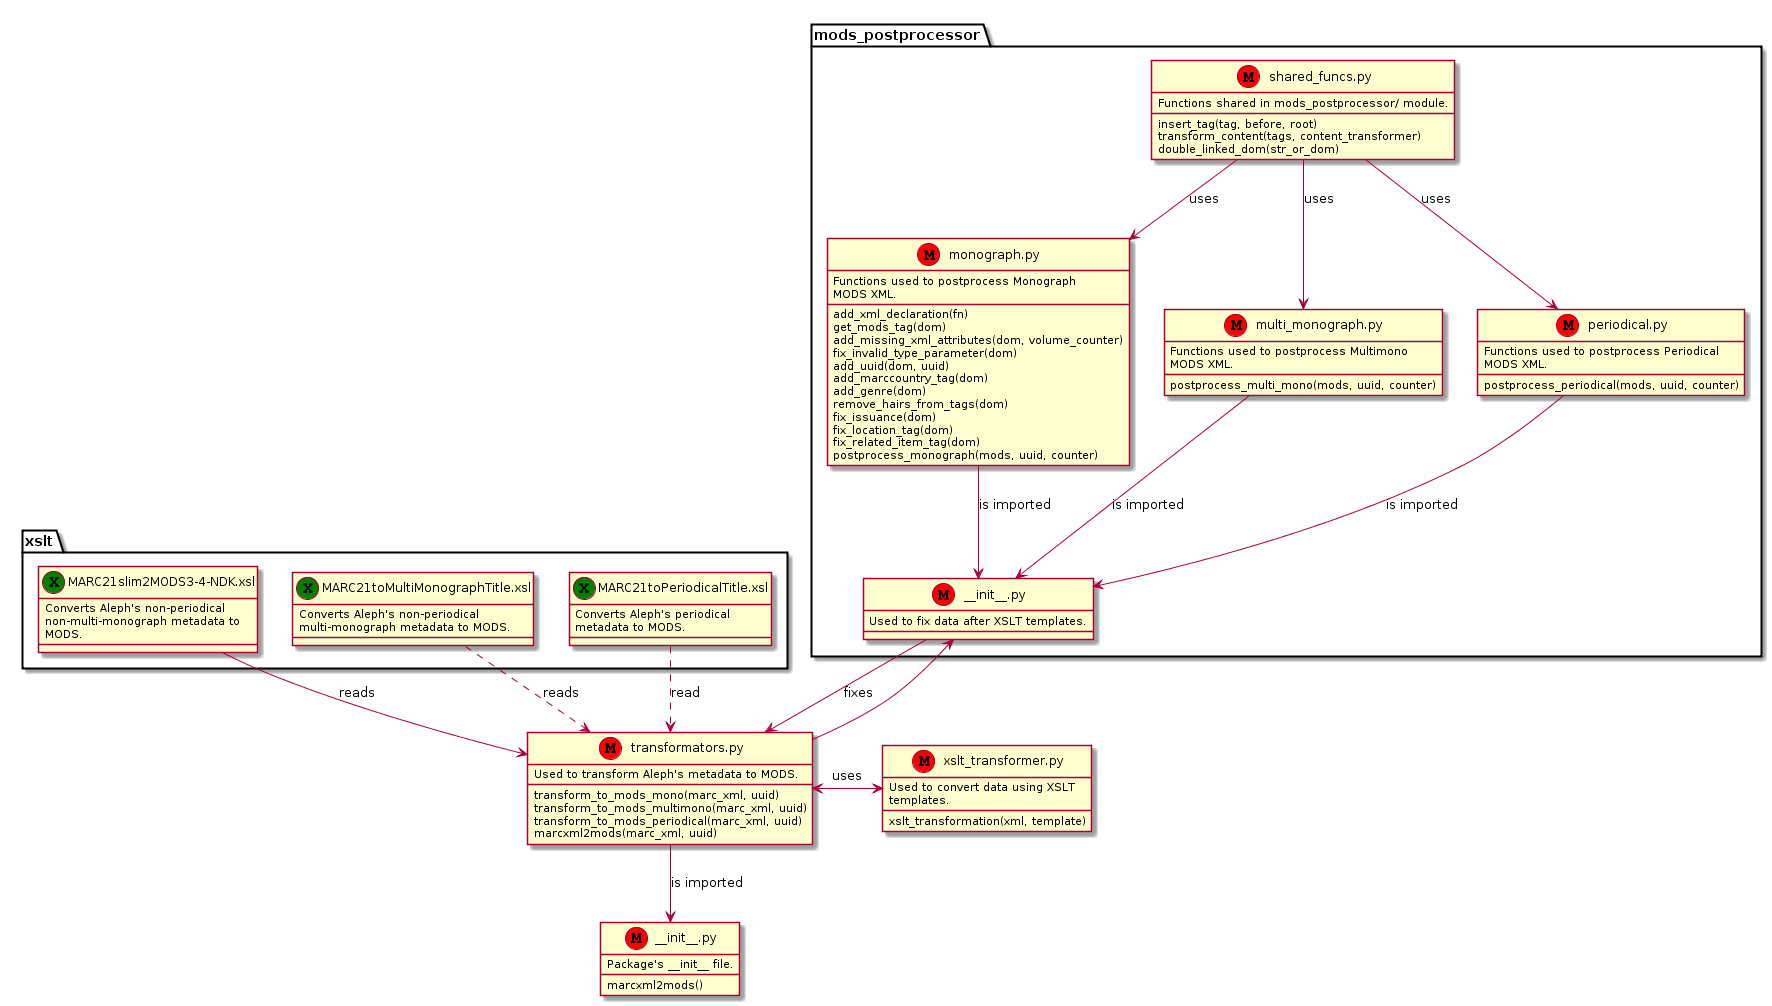 mods_postprocessor
M shared_funcs.py
Functions shared in mods_postprocessor/ module.
insert_tag(tag, before, root)
transform_content(tags, content_transformer)
double_linked_dom(str_or_dom)
uses
uses
uses
M monograph.py
Functions used to postprocess Monograph
MODS XML.
add_xml_declaration(fn)
get_mods_tag(dom)
add_missing_xml_attributes(dom, volume_counter)
fix_invalid_type_parameter(dom)
add_uuid(dom, uuid)
add_marccountry_tag(dom)
add_genre(dom)
remove_hairs_from_tags(dom)
fix_issuance(dom)
fix_location_tag(dom)
fix_related_item_tag(dom)
postprocess_monograph(mods, uuid, counter)
M multi_monograph.py
Functions used to postprocess Multimono
MODS XML.
postprocess_multi_mono(mods, uuid, counter)
M periodical.py
Functions used to postprocess Periodical
MODS XML.
postprocess_periodical(mods, uuid, counter)
is imported
is imported
is imported
xslt
X MARC21slim2MODS3-4-NDK.xsl
Converts Aleph's non-periodical
non-multi-monograph metadata to
MODS.
X MARC21toMultiMonographTitle.xsl
Converts Aleph's non-periodical
multi-monograph metadata to MODS.
X MARC21toPeriodicalTitle.xsl
Converts Aleph's periodical
metadata to MODS.
M __init__.py
Used to fix data after XSLT templates.
reads
reads
read
fixes
M transformators.py
Used to transform Aleph's metadata to MODS.
transform_to_mods_mono(marc_xml, uuid)
transform_to_mods_multimono(marc_xml, uuid)
transform_to_mods_periodical(marc_xml, uuid)
marcxml2mods(marc_xml, uuid)
uses
M xslt_transformer.py
Used to convert data using XSLT
templates.
xslt_transformation(xml, template)
is imported
M __init__.py
Package's __init__ file.
marcxml2mods()